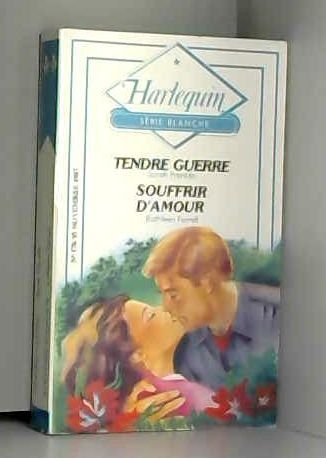 Harlequin
SÉRIE BLANCHE
TENDRE GUERRE
Sarah Franklin
SOUFFRIR
D'AMOUR
Kathleen Farrell